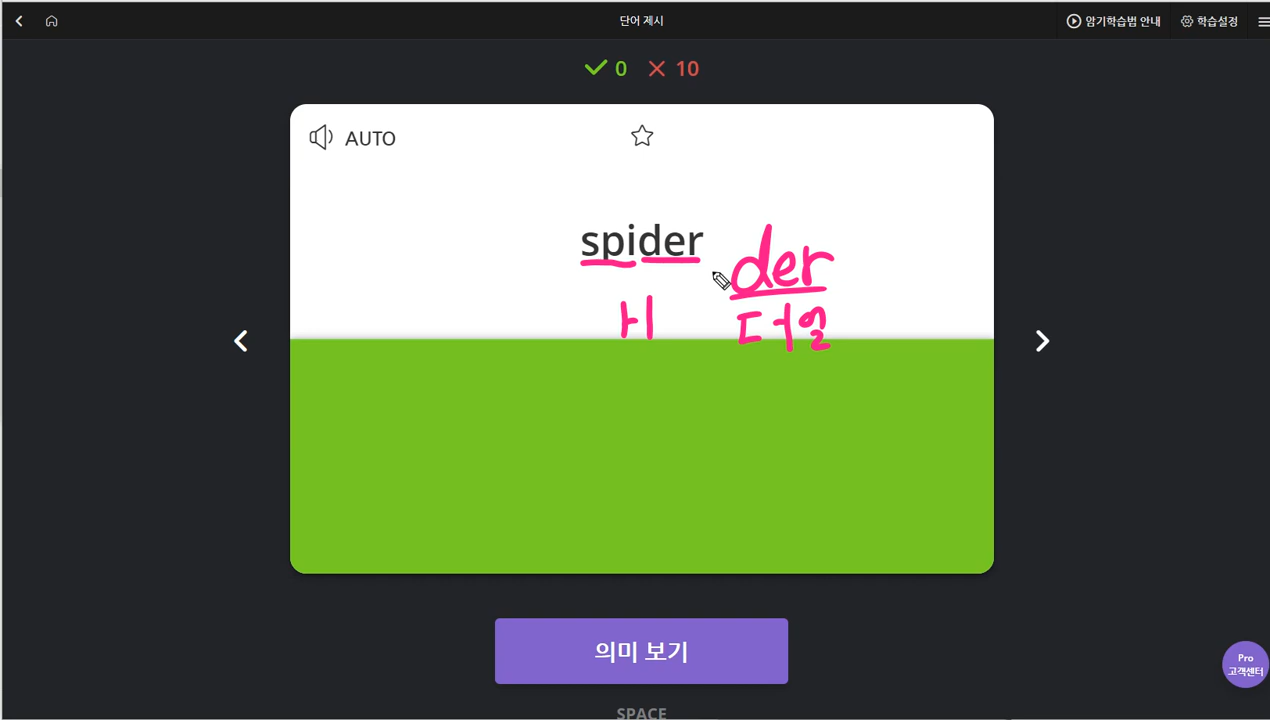 단어 제시
암기학습법 안내
학습설정
0 10
AUTO
spider
der
ㅐ
ㄷㅓ얼
의미 보기
SPACE
Pro
고객센터